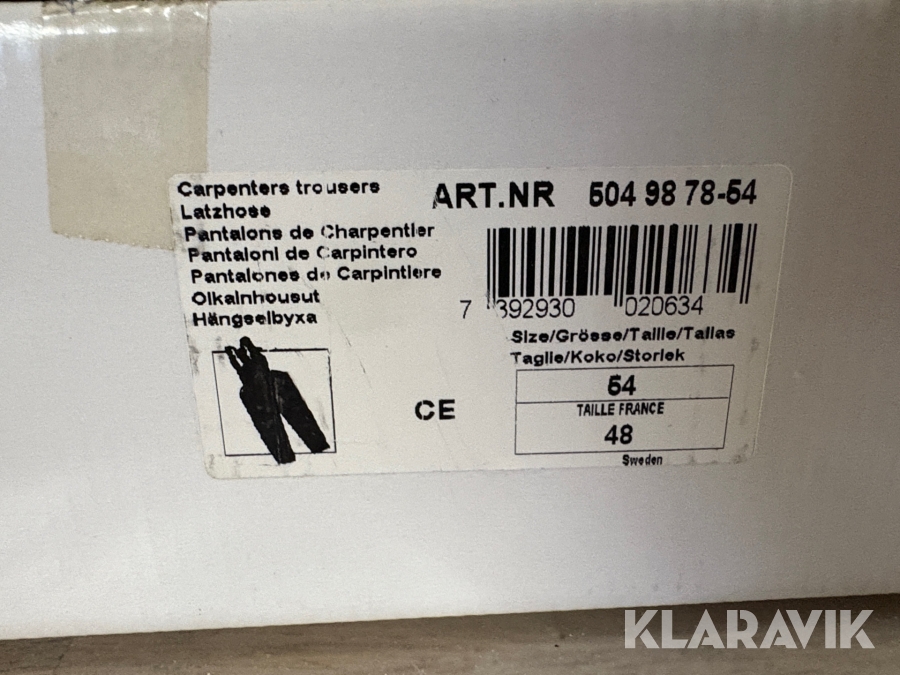 Carpenters trousers
Latzhose
Pantalons de Charpentier
Pantaloni de Carpintero
Pantalones de Carpintiere
Olkainhousut
Hängselbyxa
ART.NR 504 98 78-54
7 392930 020634
Size/Grösse/Taille/Tallas
Taglie/Koko/Storlek
54
TAILLE FRANCE
48
Sweden
CE
KLARAVIK